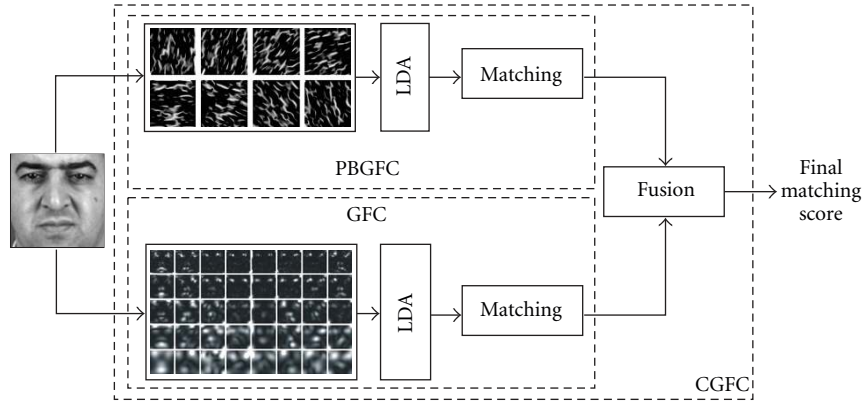 LDA
Matching
PBGFC
GFC
LDA
Matching
Fusion
Final
matching
score
CGFC